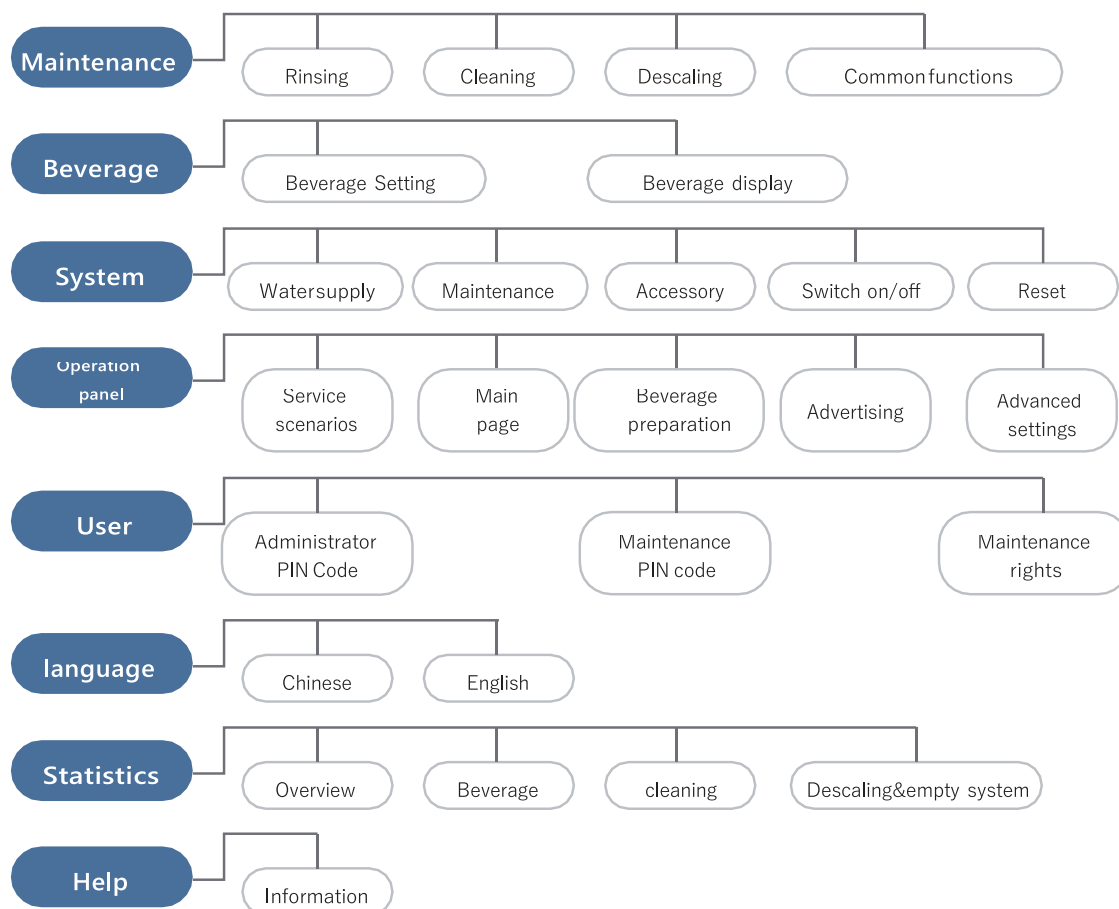 Maintenance
Rinsing
Cleaning
Descaling
Common functions
Beverage
Beverage Setting
Beverage display
System
Watersupply
Maintenance
Accessory
Switch on/off
Reset
Operation
panel
Service
scenarios
Main
page
Beverage
preparation
Advertising
Advanced
settings
User
Administrator
PIN Code
Maintenance
PIN code
Maintenance
rights
language
Chinese
English
Statistics
Overview
Beverage
cleaning
Descaling&empty system
Help
Information